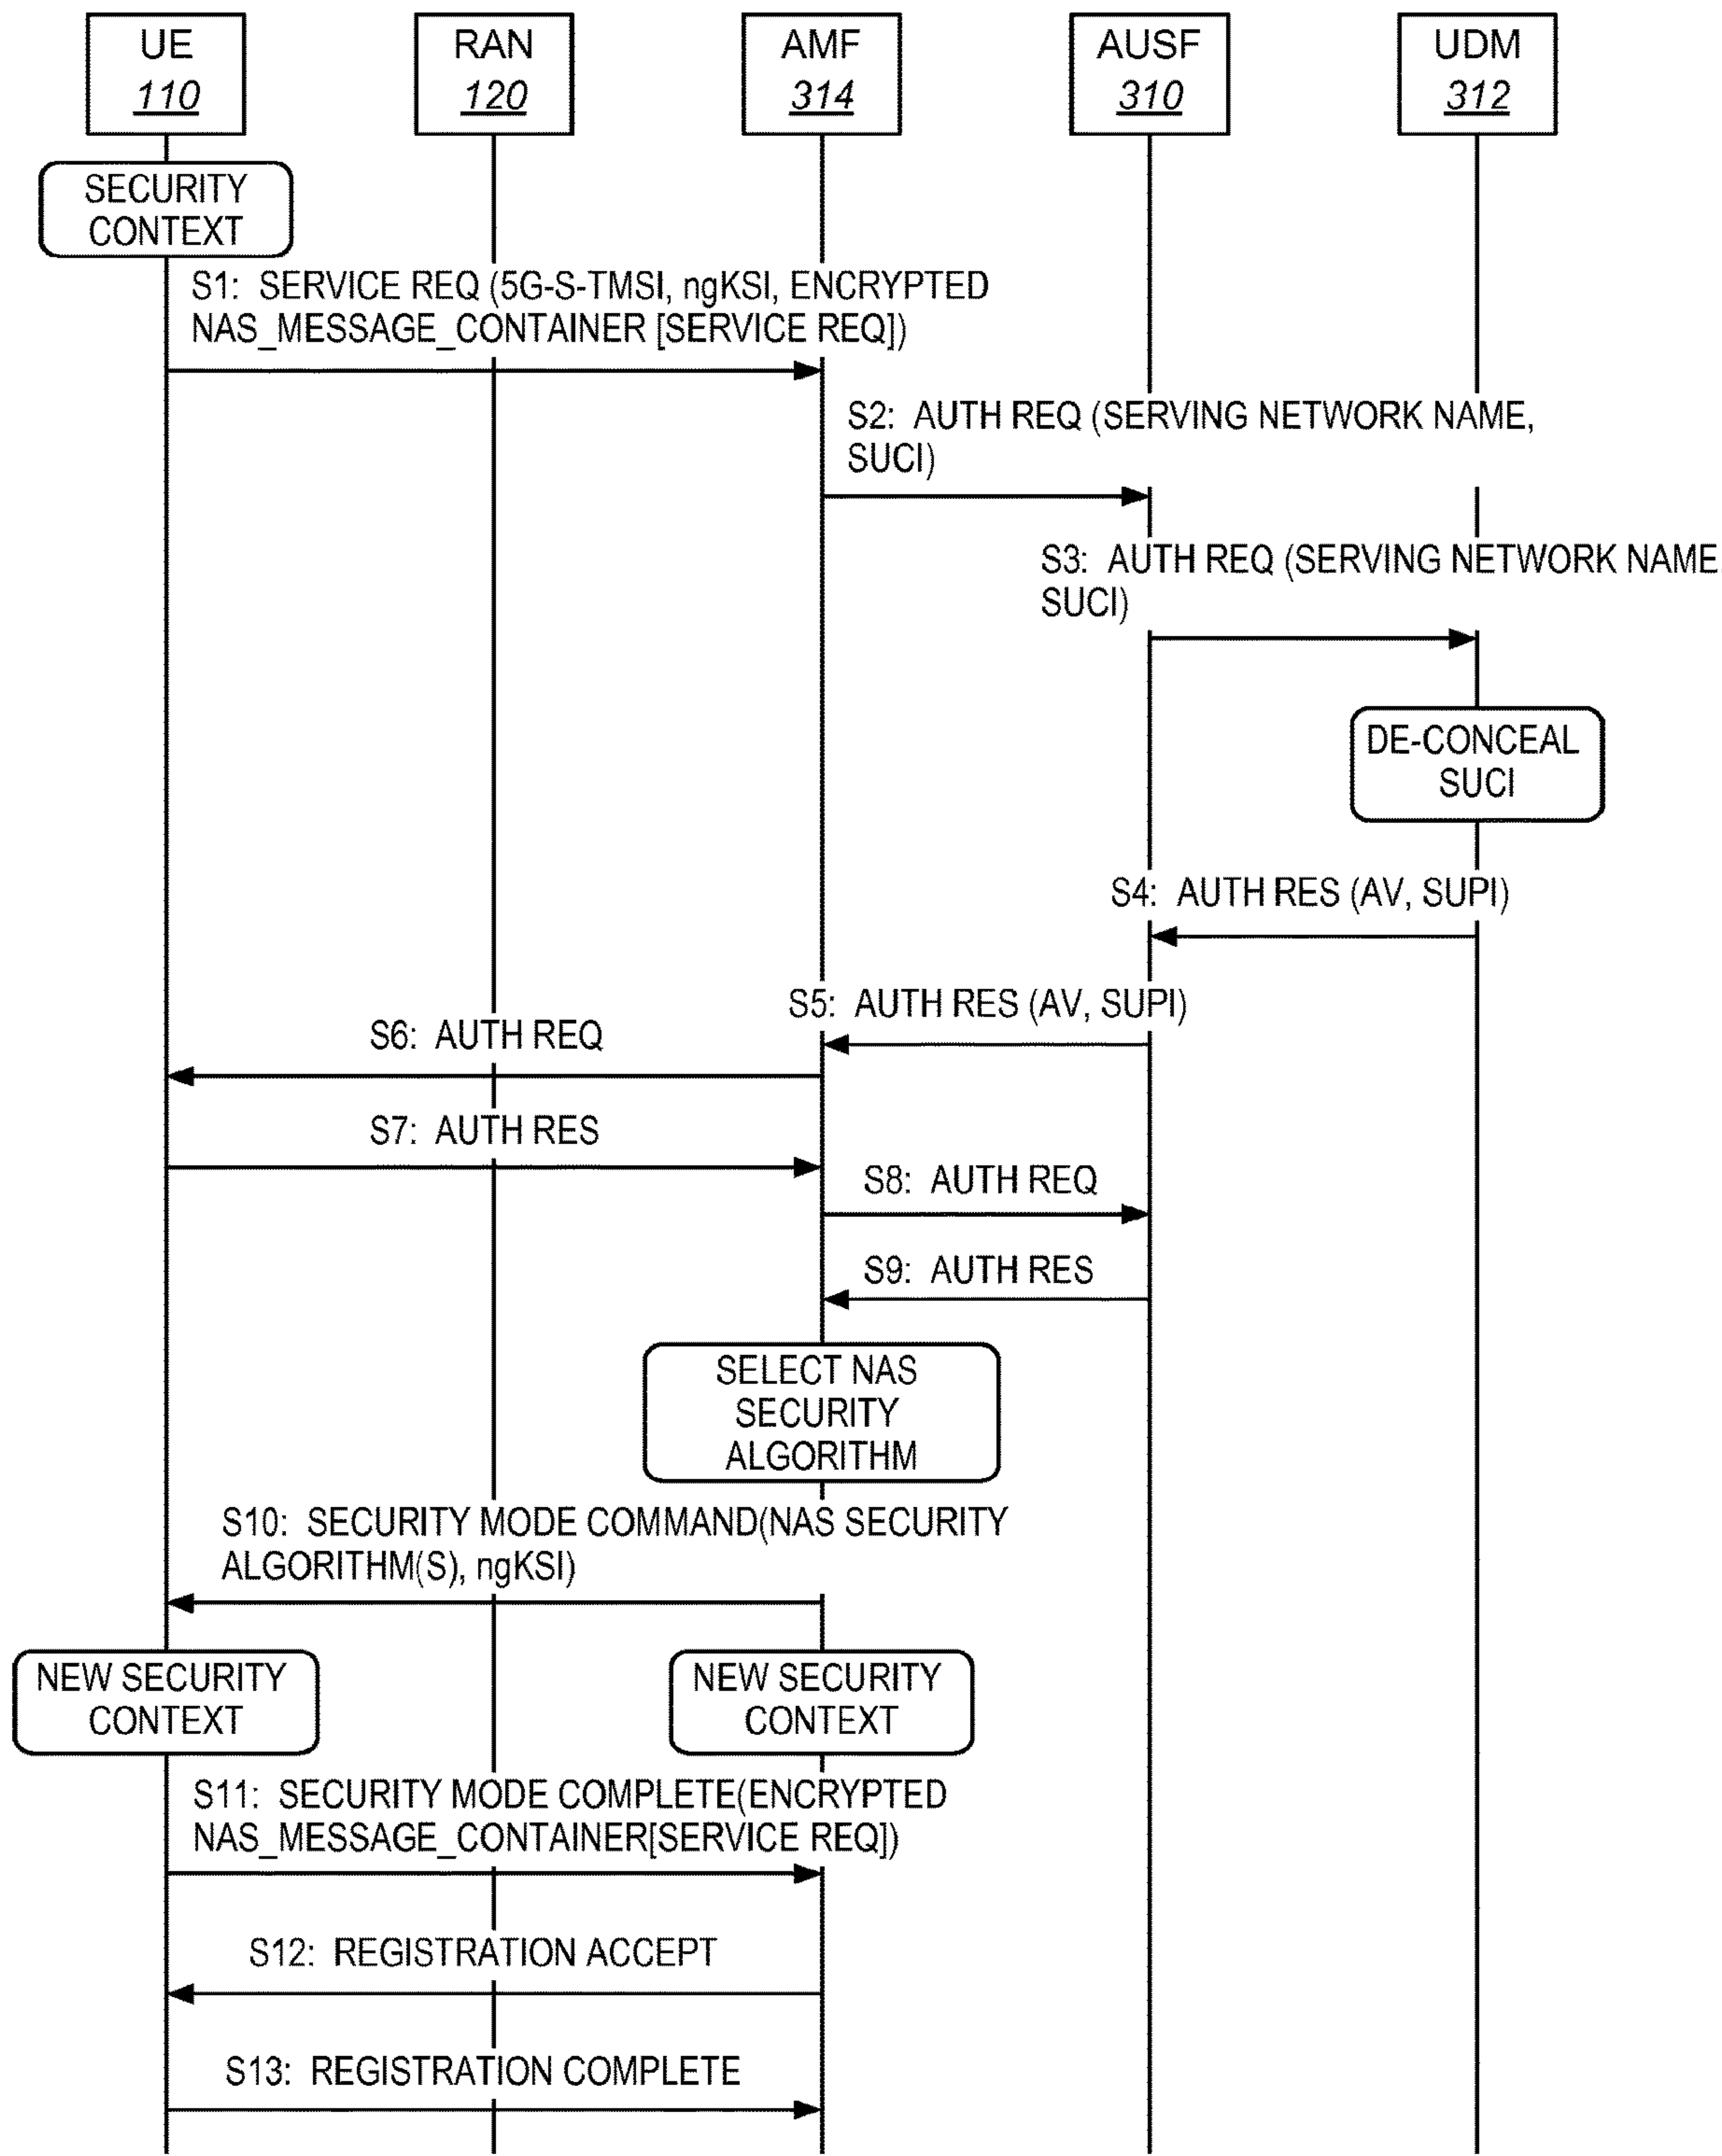 UE
110
RAN
120
AMF
314
AUSF
310
UDM
312
SECURITY
CONTEXT
S1: SERVICE REQ (5G-S-TMSI, ngKSI, ENCRYPTED
NAS_MESSAGE_CONTAINER [SERVICE REQ])
S2: AUTH REQ (SERVING NETWORK NAME,
SUCI)
S3: AUTH REQ (SERVING NETWORK NAME
SUCI)
DE-CONCEAL
SUCI
S4: AUTH RES (AV, SUPI)
S5: AUTH RES (AV, SUPI)
S6: AUTH REQ
S7: AUTH RES
S8: AUTH REQ
S9: AUTH RES
SELECT NAS
SECURITY
ALGORITHM
S10: SECURITY MODE COMMAND(NAS SECURITY
ALGORITHM(S), ngKSI)
NEW SECURITY
CONTEXT
NEW SECURITY
CONTEXT
S11: SECURITY MODE COMPLETE(ENCRYPTED
NAS_MESSAGE_CONTAINER[SERVICE REQ])
S12: REGISTRATION ACCEPT
S13: REGISTRATION COMPLETE